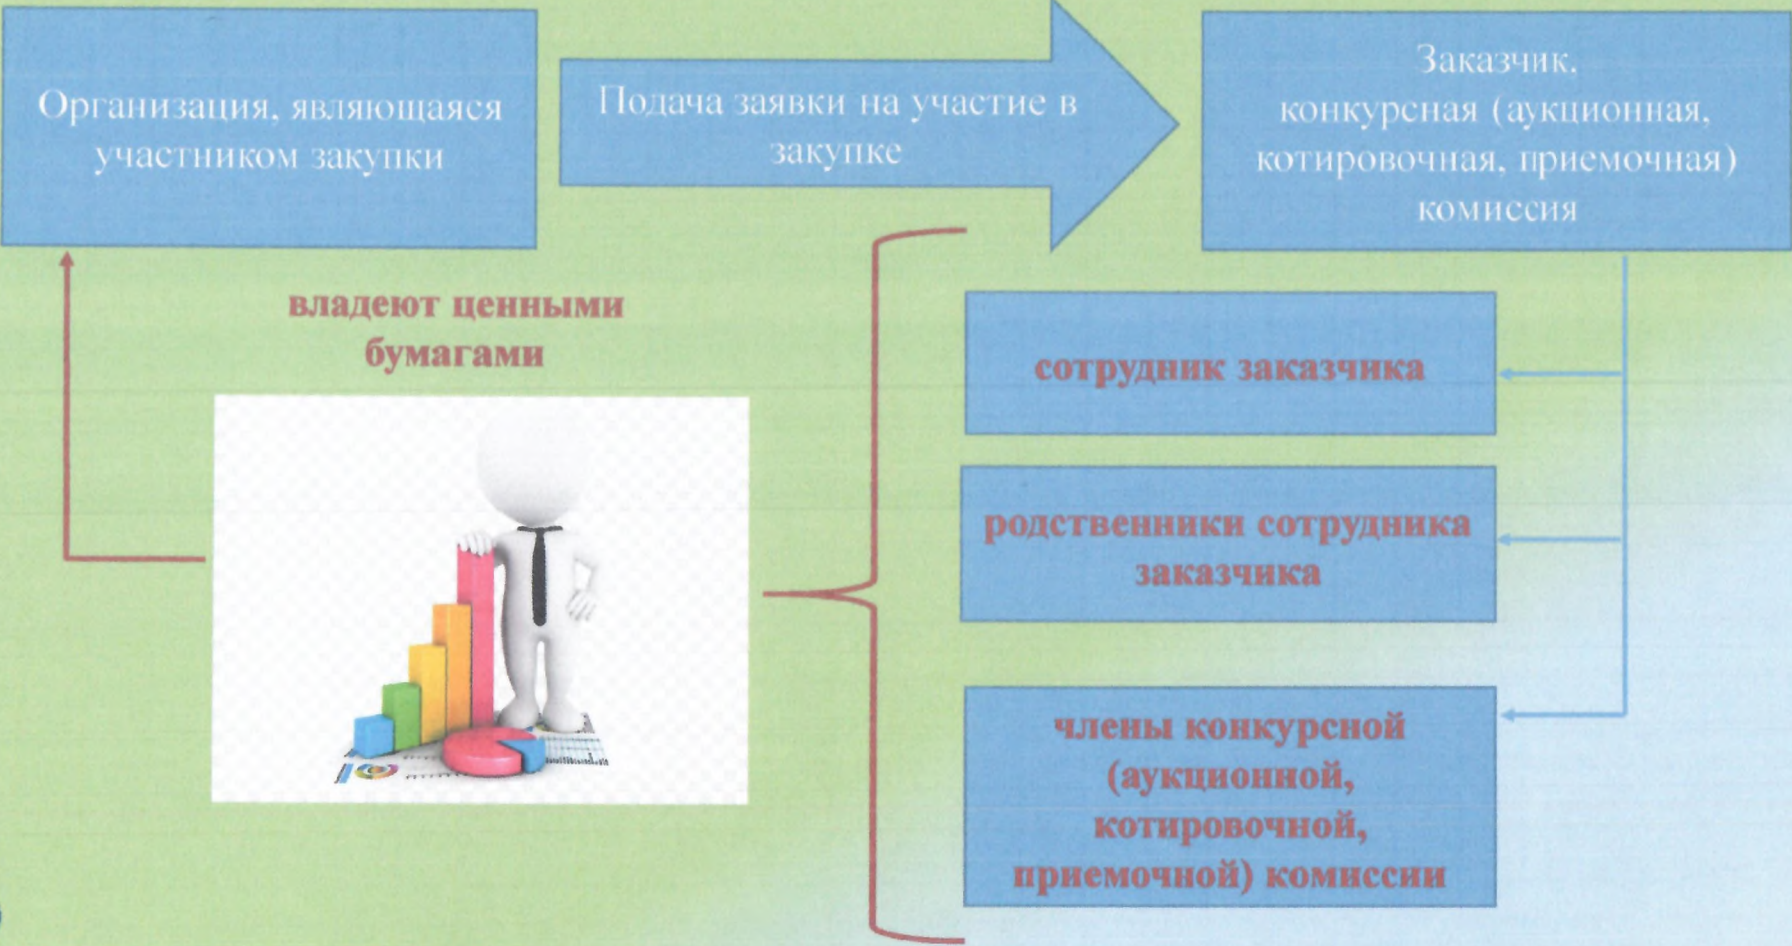 Организация, являющаяся
участником закупки
Подача заявки на участие в
закупке
Заказчик.
конкурсная (аукционная,
котировочная, приемочная)
комиссия
владеют ценными
бумагами
сотрудник заказчика
родственники сотрудника
заказчика
члены конкурсной
(аукционной,
котировочной,
приемочной) комиссии